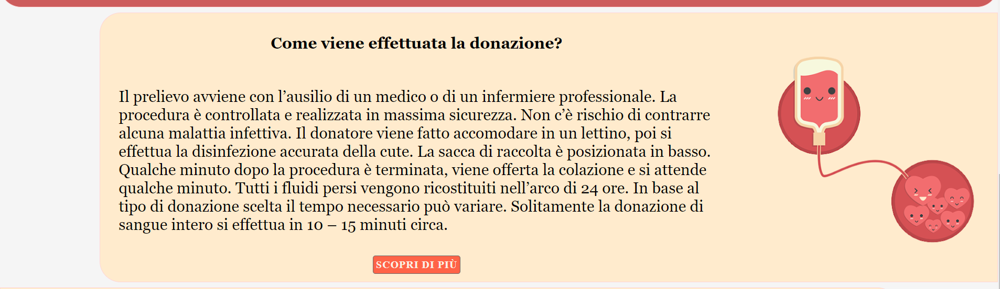 Come viene effettuata la donazione?
Il prelievo avviene con l’ausilio di un medico o di un infermiere professionale. La
procedura è controllata e realizzata in massima sicurezza. Non c’è rischio di contrarre
alcuna malattia infettiva. Il donatore viene fatto accomodare in un lettino, poi si
effettua la disinfezione accurata della cute. La sacca di raccolta è posizionata in basso.
Qualche minuto dopo la procedura è terminata, viene offerta la colazione e si attende
qualche minuto. Tutti i fluidi persi vengono ricostituiti nell’arco di 24 ore. In base al
tipo di donazione scelta il tempo necessario può variare. Solitamente la donazione di
sangue intero si effettua in 10 – 15 minuti circa.
SCOPRI DI PIÙ